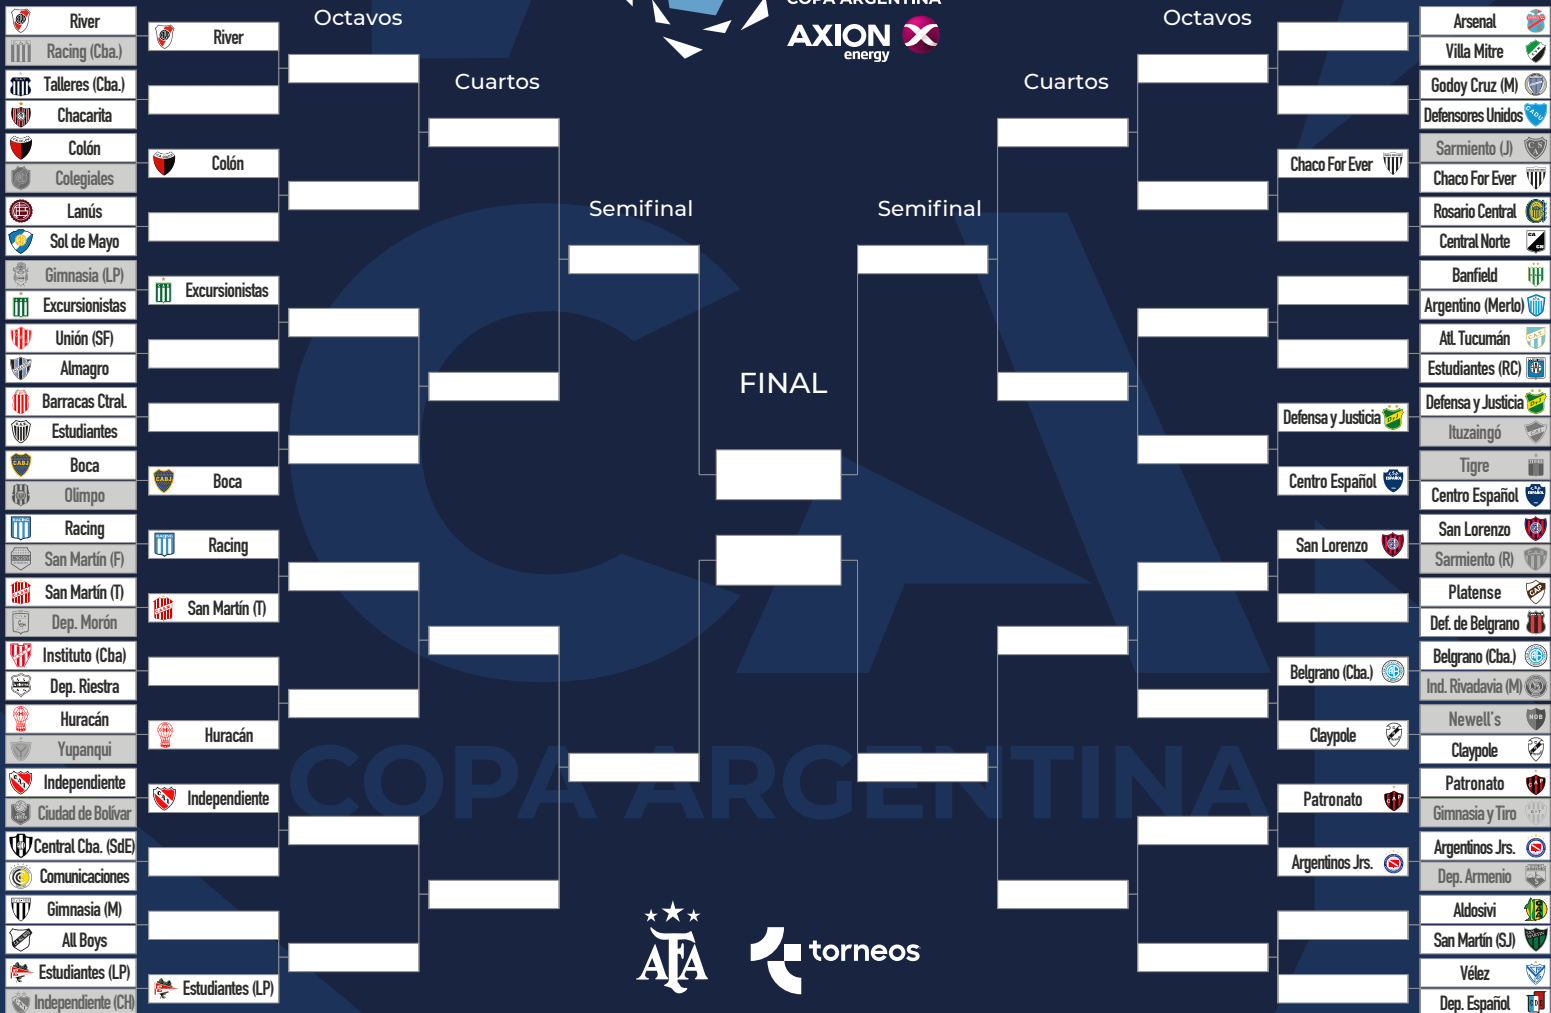 COPA ARGENTINA
AXION
energy
Octavos
Cuartos
Semifinal
FINAL
Semifinal
Cuartos
Octavos
River
Racing (Cba.)
Talleres (Cba.)
Chacarita
Colón
Colegiales
Lanús
Sol de Mayo
Gimnasia (LP)
Excursionistas
Unión (SF)
Almagro
Barracas Ctral.
Estudiantes
Boca
Olimpo
Racing
San Martín (F)
San Martín (T)
Dep. Morón
Instituto (Cba)
Dep. Riestra
Huracán
Yupanqui
Independiente
Ciudad de Bolívar
Central Cba. (SdE)
Comunicaciones
Gimnasia (M)
All Boys
Estudiantes (LP)
Independiente (CH)
River
Colón
Excursionistas
Boca
Racing
San Martín (T)
Huracán
Independiente
Estudiantes (LP)
Chaco For Ever
Defensa y Justicia
Centro Español
San Lorenzo
Belgrano (Cba.)
Claypole
Patronato
Argentinos Jrs.
Arsenal
Villa Mitre
Godoy Cruz (M)
Defensores Unidos
Sarmiento (J)
Chaco For Ever
Rosario Central
Central Norte
Banfield
Argentino (Merlo)
Atl. Tucumán
Estudiantes (RC)
Defensa y Justicia
Ituzaingó
Tigre
Centro Español
San Lorenzo
Sarmiento (R)
Platense
Def. de Belgrano
Belgrano (Cba.)
Ind. Rivadavia (M)
Newell's
Claypole
Patronato
Gimnasia y Tiro
Argentinos Jrs.
Dep. Armenio
Aldosivi
San Martín (SJ)
Vélez
Dep. Español
CA
COPA ARGENTINA
AFA
torneos